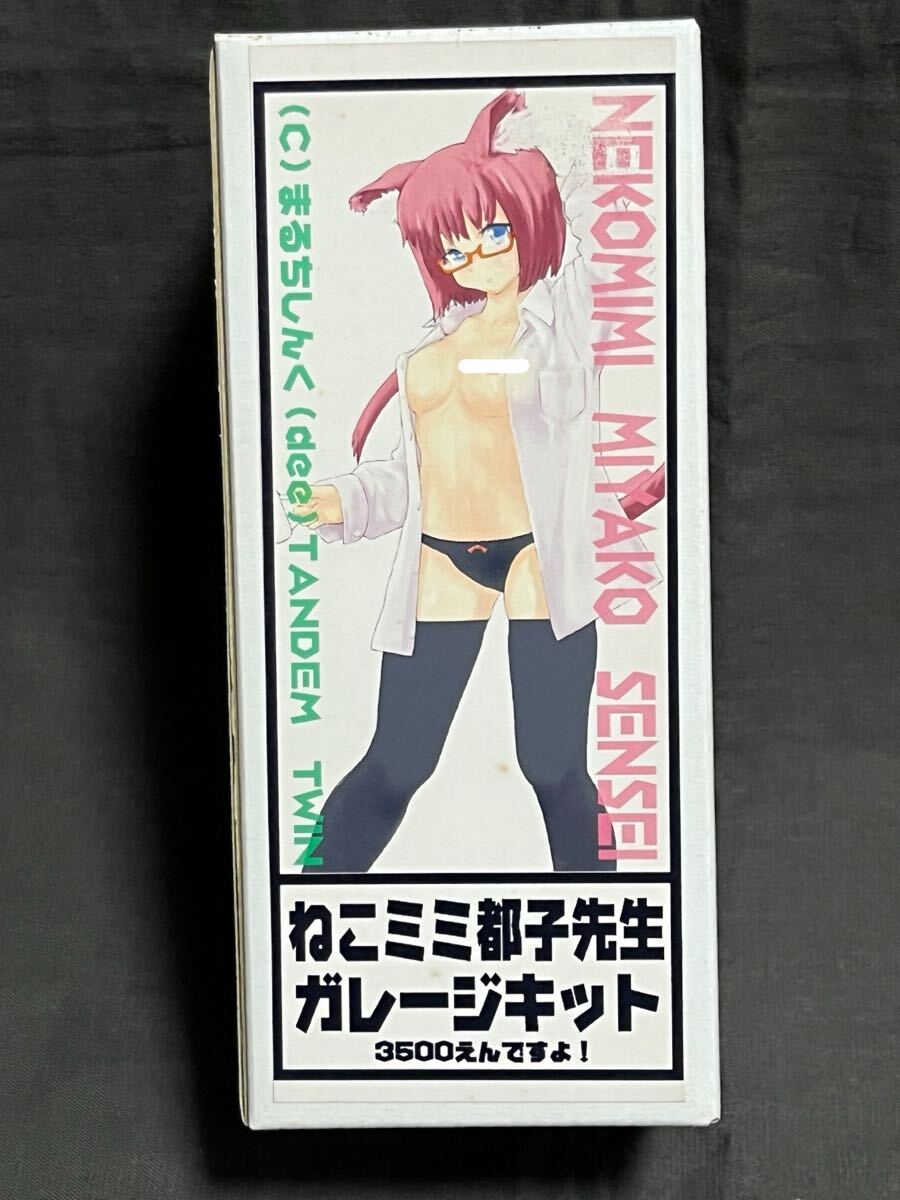 (C)まるちしんく(dee)TANDEM TWIN
NEKOMIMI MIYAKO SENSEI
ねこミミ都子先生
ガレージキット
3500えんですよ!